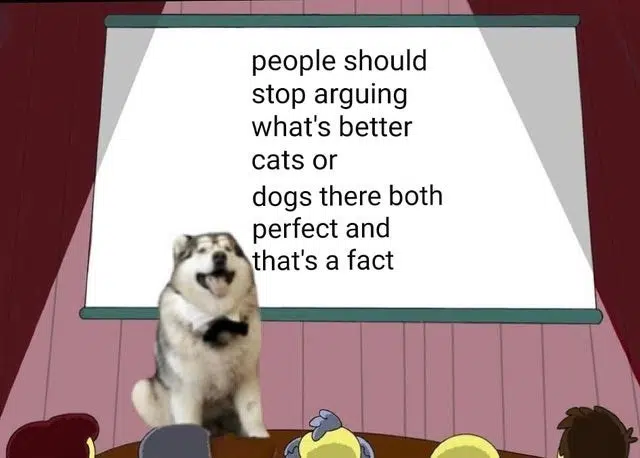 people should
stop arguing
what's better
cats or
dogs there both
perfect and
that's a fact